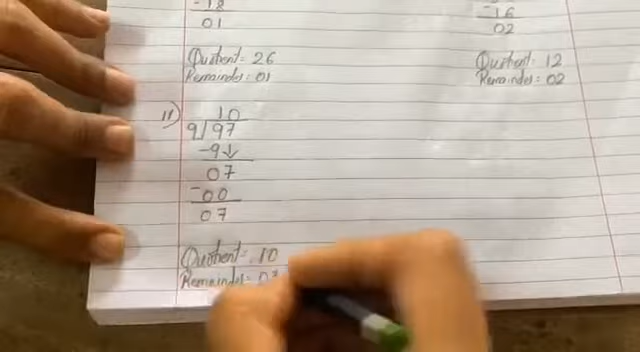 -18
01
Quotient: 26
Remainder: 01
-16
02
Quotient: 12
Remainder: 02
11)
10
9)97
-9↓
07
-00
07
Quotient: 10
Remainder: